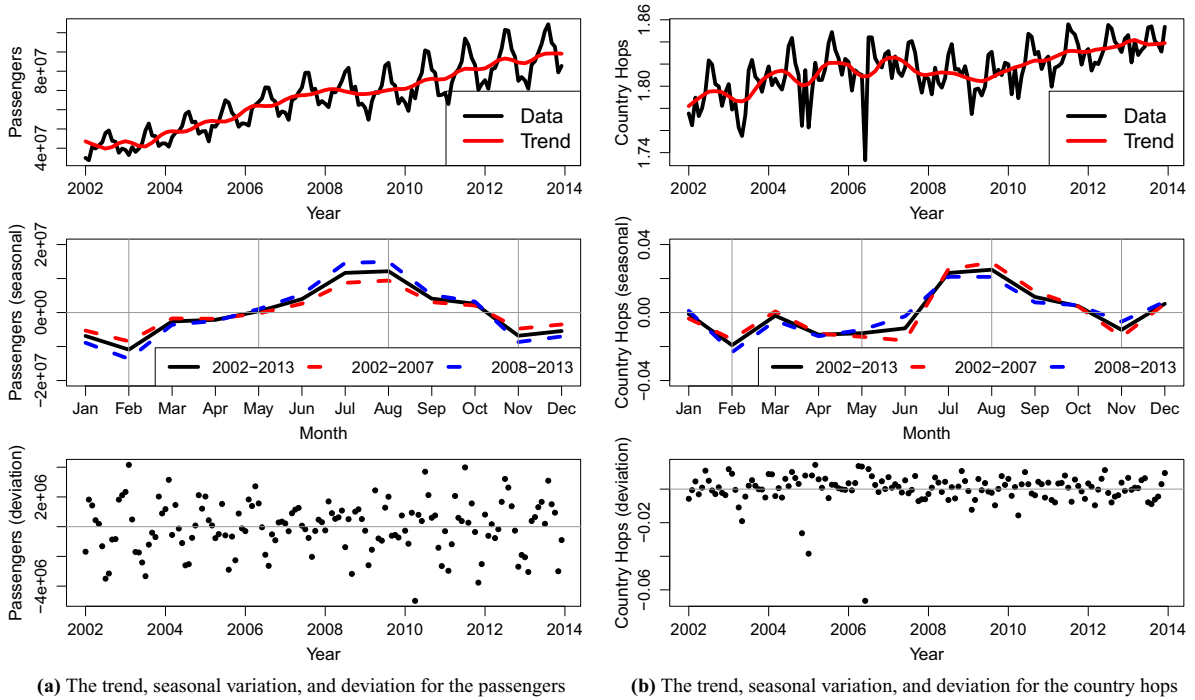 Passengers
4e+07
8e+07
Data
Trend
2002 2004 2006 2008 2010 2012 2014
Year
Country Hops
1.74
1.80
1.86
Data
Trend
2002 2004 2006 2008 2010 2012 2014
Year
Passengers (seasonal)
-2e+07
0e+00
2e+07
2002-2013 2002-2007 2008-2013
Jan Feb Mar Apr May Jun Jul Aug Sep Oct Nov Dec
Month
Country Hops (seasonal)
-0.04
0.00
0.04
2002-2013 2002-2007 2008-2013
Jan Feb Mar Apr May Jun Jul Aug Sep Oct Nov Dec
Month
Passengers (deviation)
-4e+06
2e+06
2002 2004 2006 2008 2010 2012 2014
Year
Country Hops (deviation)
-0.06
-0.02
2002 2004 2006 2008 2010 2012 2014
Year
(a) The trend, seasonal variation, and deviation for the passengers
(b) The trend, seasonal variation, and deviation for the country hops